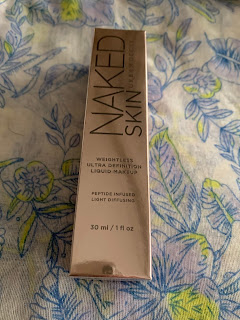 NAKED
SKIN
WEIGHTLESS
ULTRA DEFINITION
LIQUID MAKEUP
PEPTIDE INFUSED
LIGHT DIFFUSING
30 ml / 1 fl oz